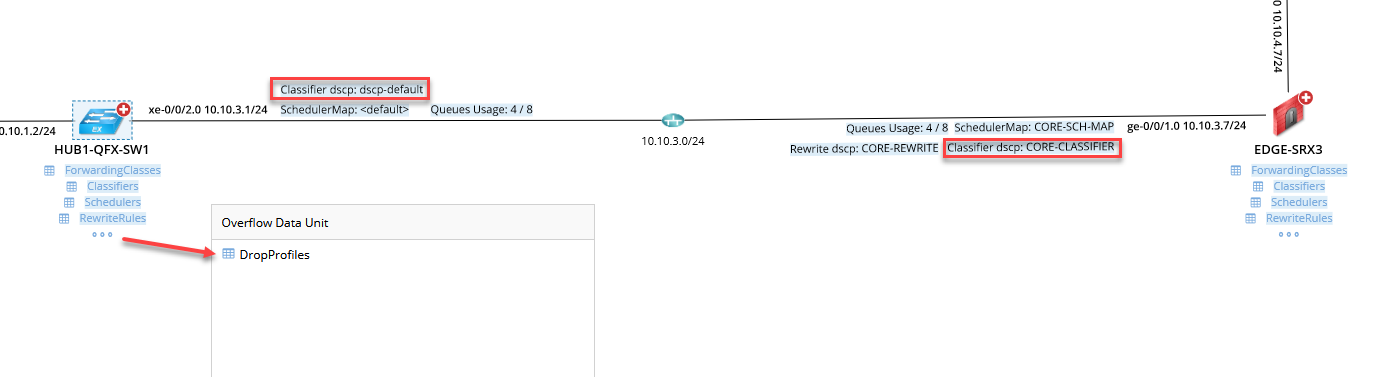 0 10.10.4.7/24
Classifier dscp: dscp-default
xe-0/0/2.0 10.10.3.1/24 SchedulerMap: <default> Queues Usage: 4 / 8
0.10.1.2/24
EX
HUB1-QFX-SW1
ForwardingClasses
Classifiers
Schedulers
RewriteRules
10.10.3.0/24
Queues Usage: 4 / 8 SchedulerMap: CORE-SCH-MAP ge-0/0/1.0 10.10.3.7/24
Rewrite dscp: CORE-REWRITE Classifier dscp: CORE-CLASSIFIER
EDGE-SRX3
ForwardingClasses
Classifiers
Schedulers
RewriteRules
Overflow Data Unit
DropProfiles